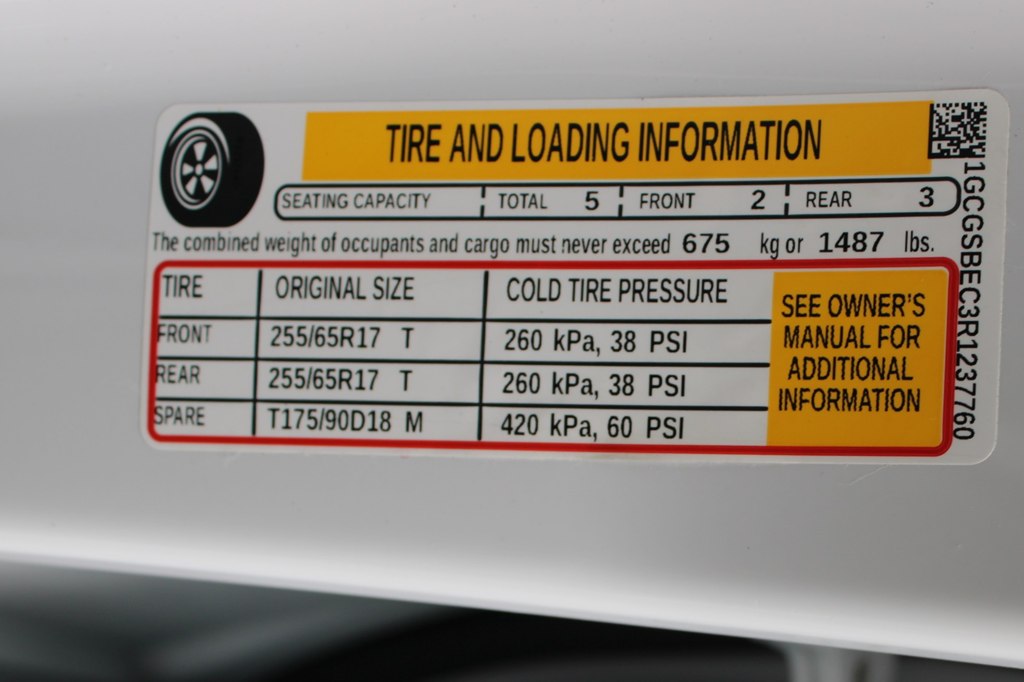 TIRE AND LOADING INFORMATION
SEATING CAPACITY TOTAL 5 FRONT 2 REAR 3
The combined weight of occupants and cargo must never exceed 675 kg or 1487 lbs.
TIRE ORIGINAL SIZE COLD TIRE PRESSURE
FRONT 255/65R17 T 260 kPa, 38 PSI
REAR 255/65R17 T 260 kPa, 38 PSI
SPARE T175/90D18 M 420 kPa, 60 PSI
SEE OWNER'S
MANUAL FOR
ADDITIONAL
INFORMATION
1GCGSBEC3R1237760